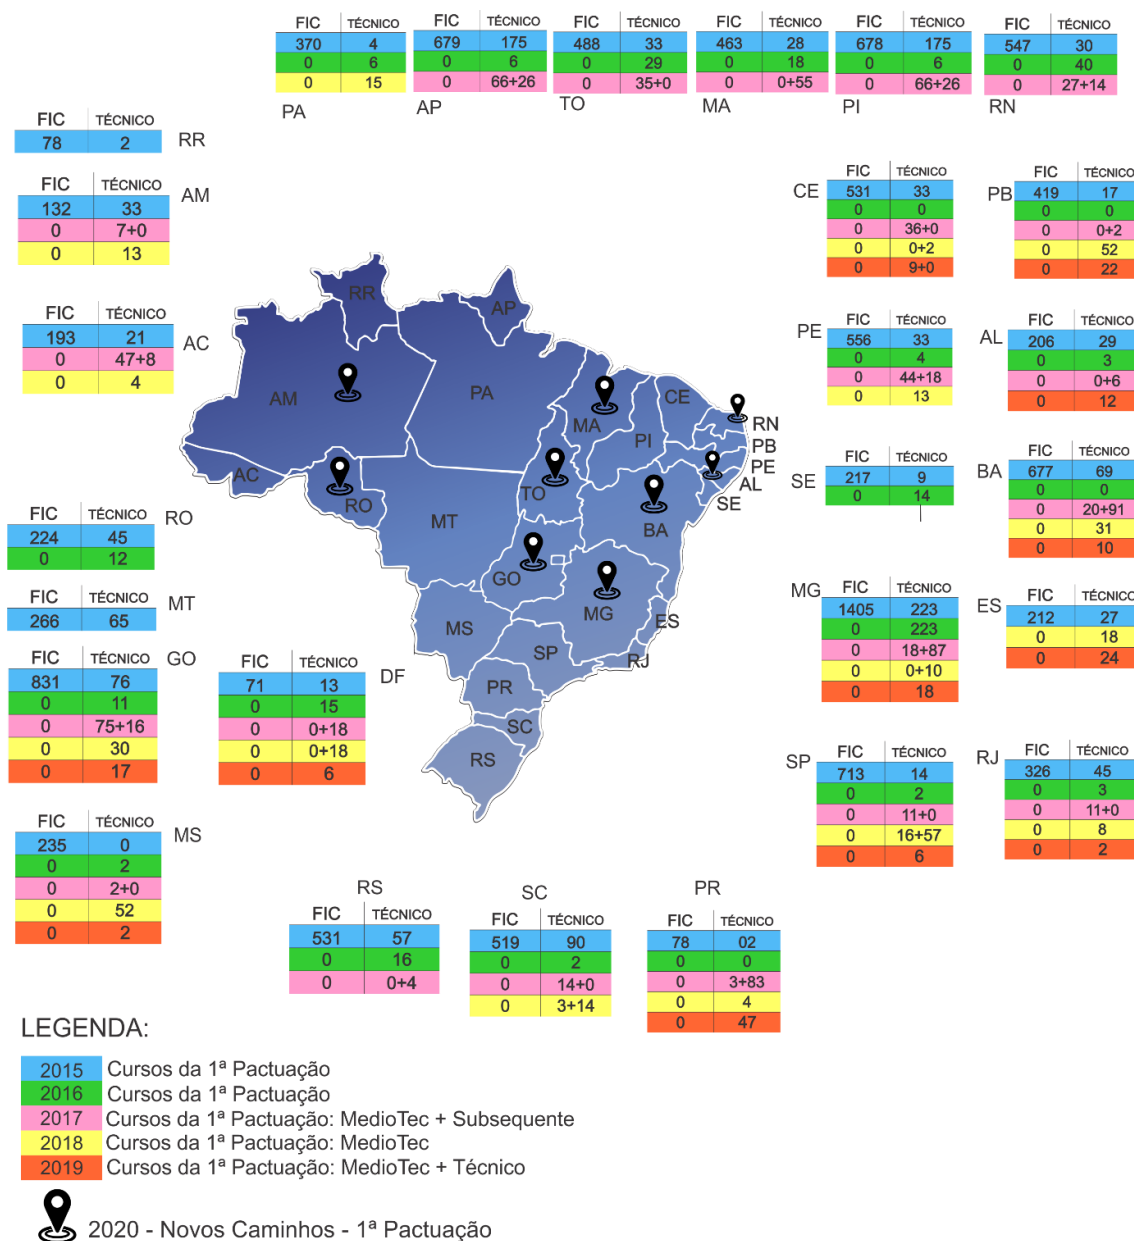 FIC TÉCNICO
370 4
0 6
0 15
PA
FIC TÉCNICO
679 175
0 6
0 66+26
AP
FIC TÉCNICO
488 33
0 29
0 35+0
TO
FIC TÉCNICO
463 28
0 18
0 0+55
MA
FIC TÉCNICO
678 175
0 6
0 66+26
PI
FIC TÉCNICO
547 30
0 40
0 27+14
RN
FIC TÉCNICO
78 2
RR
FIC TÉCNICO
132 33
0 7+0
0 13
AM
FIC TÉCNICO
193 21
0 47+8
0 4
AC
CE
FIC TÉCNICO
531 33
0 0
0 36+0
0 0+2
0 9+0
PB
FIC TÉCNICO
419 17
0 0
0 0+2
0 52
0 22
PE
FIC TÉCNICO
556 33
0 4
0 44+18
0 13
AL
FIC TÉCNICO
206 29
0 3
0 0+6
0 12
SE
FIC TÉCNICO
217 9
0 14
BA
FIC TÉCNICO
677 69
0 0
0 20+91
0 31
0 10
RR
AP
AM
PA
MA
CE
PI
RN
PB
PE
AL
SE
AC
RO
TO
MT
BA
GO
MG
ES
MS
SP
RJ
PR
SC
RS
FIC TÉCNICO
224 45
0 12
RO
FIC TÉCNICO
266 65
MT
FIC TÉCNICO
831 76
0 11
0 75+16
0 30
0 17
GO
FIC TÉCNICO
71 13
0 15
0 0+18
0 0+18
0 6
DF
MG
FIC TÉCNICO
1405 223
0 223
0 18+87
0 0+10
0 18
ES
FIC TÉCNICO
212 27
0 18
0 24
SP
FIC TÉCNICO
713 14
0 2
0 11+0
0 16+57
0 6
RJ
FIC TÉCNICO
326 45
0 3
0 11+0
0 8
0 2
FIC TÉCNICO
235 0
0 2
0 2+0
0 52
0 2
MS
RS
FIC TÉCNICO
531 57
0 16
0 0+4
SC
FIC TÉCNICO
519 90
0 2
0 14+0
0 3+14
PR
FIC TÉCNICO
78 02
0 0
0 3+83
0 4
0 47
LEGENDA:
2015 Cursos da 1ª Pactuação
2016 Cursos da 1ª Pactuação
2017 Cursos da 1ª Pactuação: MedioTec + Subsequente
2018 Cursos da 1ª Pactuação: MedioTec
2019 Cursos da 1ª Pactuação: MedioTec + Técnico
2020 - Novos Caminhos - 1ª Pactuação